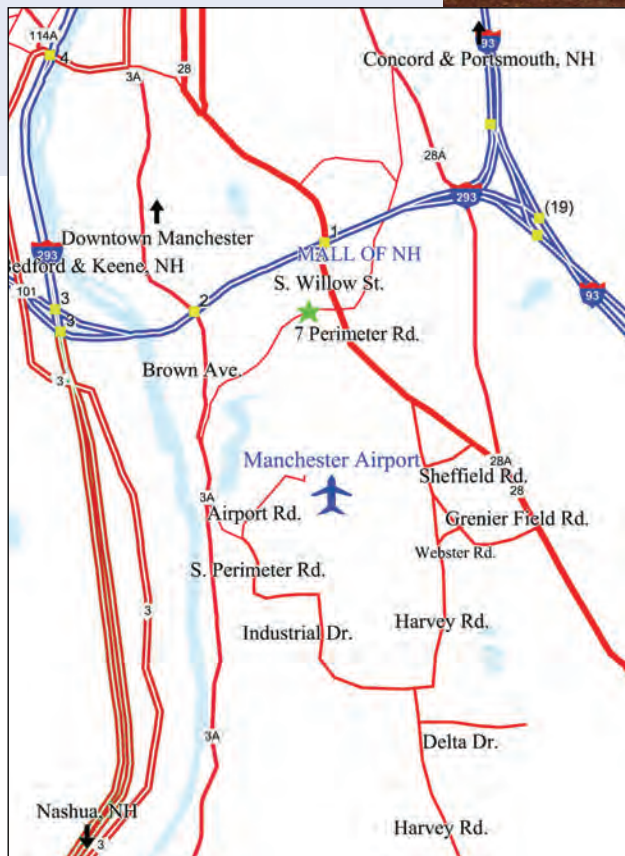 114A
4
3A
28
93
Concord & Portsmouth, NH
28A
293
(19)
1
Downtown Manchester
MALL OF NH
293
Bedford & Keene, NH
S. Willow St.
93
101
3
2
3
7 Perimeter Rd.
Brown Ave.
3
Manchester Airport
28A
Sheffield Rd.
3A
28
Airport Rd.
Grenier Field Rd.
Webster Rd.
S. Perimeter Rd.
3
Harvey Rd.
Industrial Dr.
3A
Delta Dr.
Nashua, NH
Harvey Rd.
3